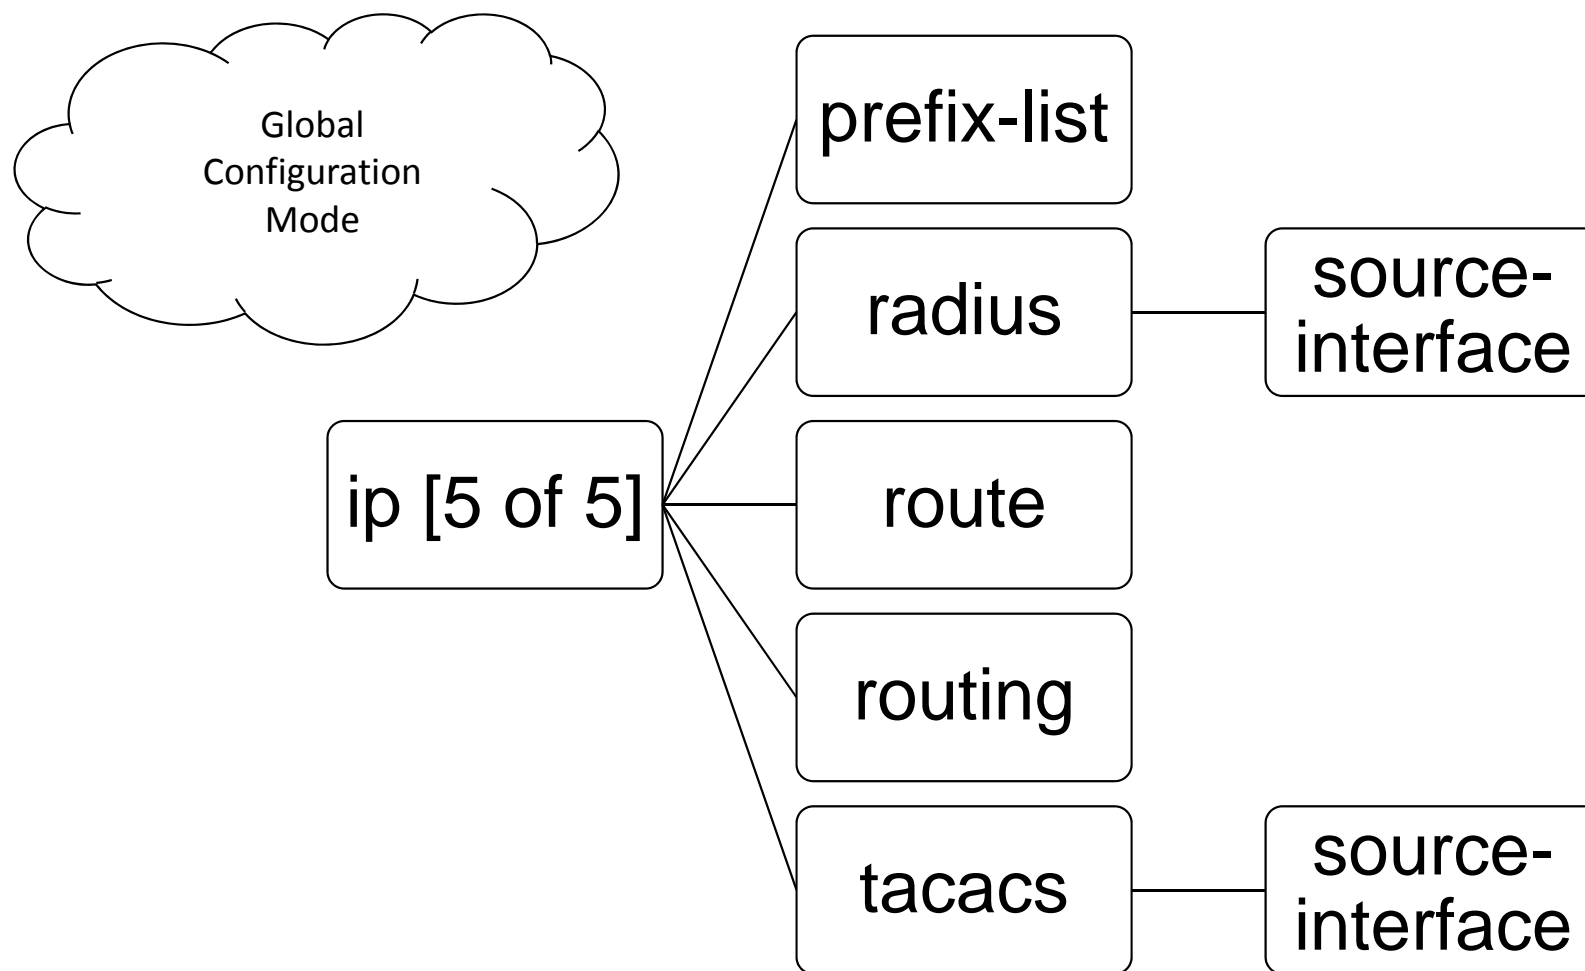 Global
Configuration
Mode
ip [5 of 5]
prefix-list
radius
source-
interface
route
routing
tacacs
source-
interface